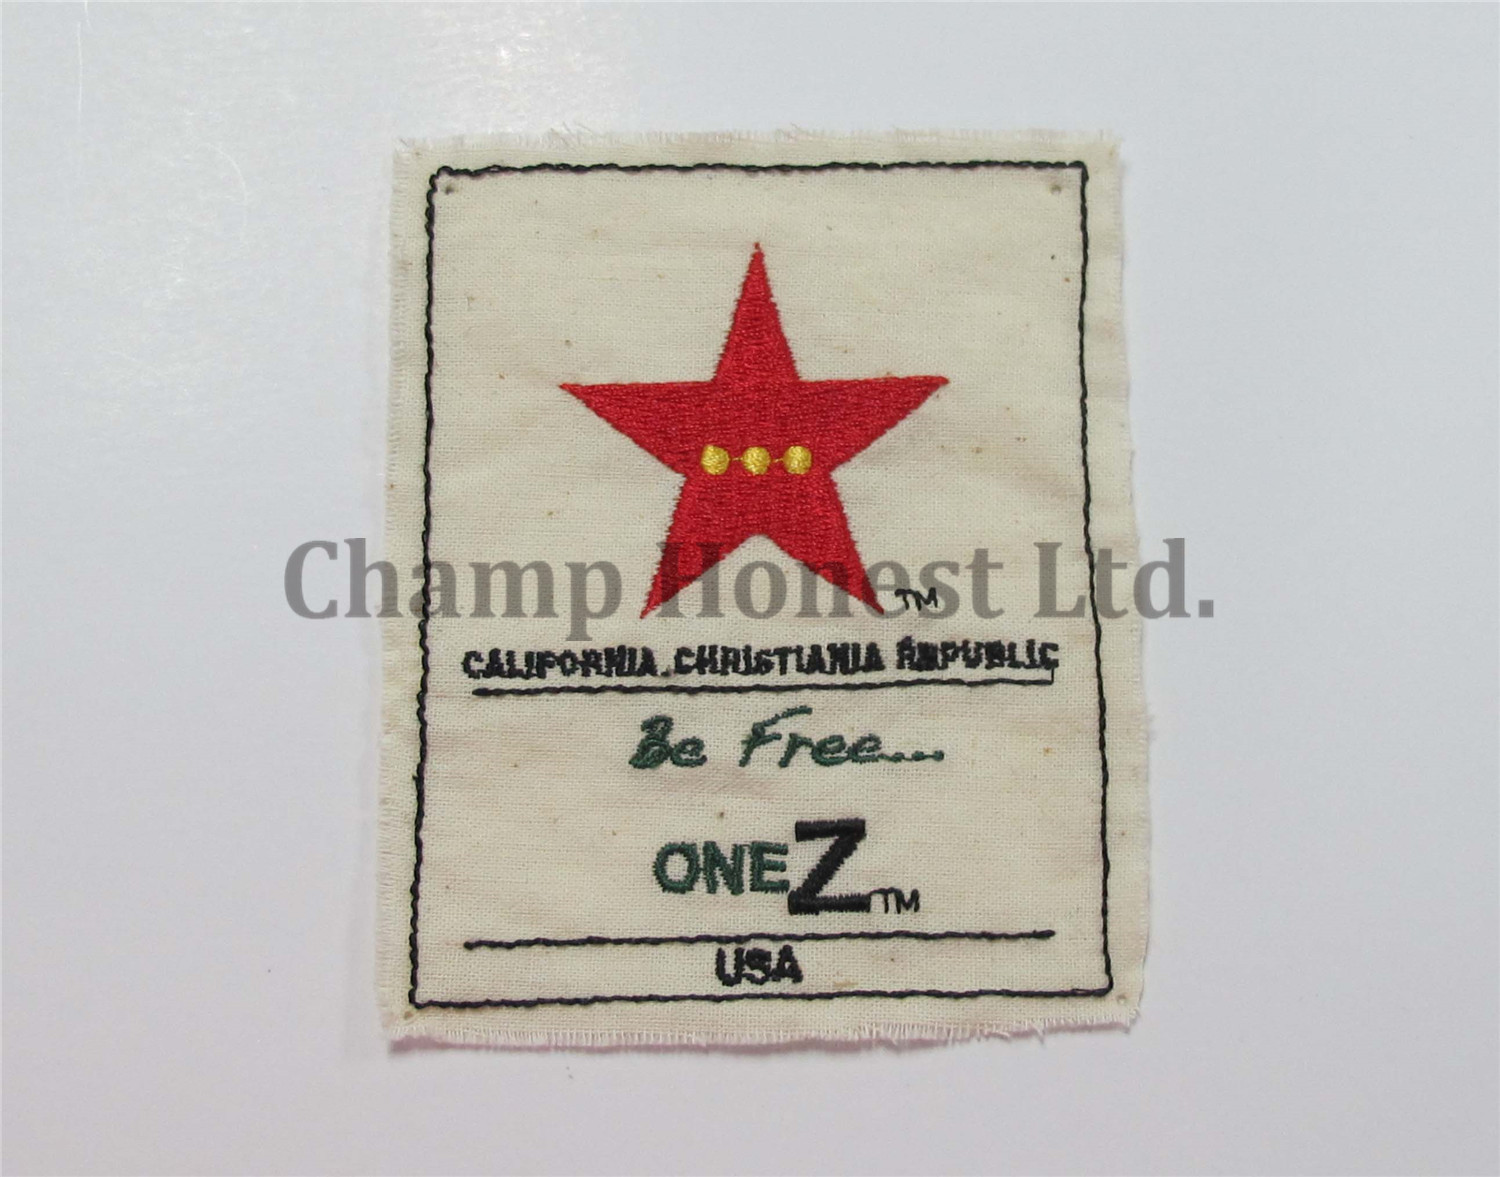 Champ Honest Ltd.
TM
CALIFORNIA.CHRISTIANIA REPUBLIC
Be Free...
ONEZ TM
USA